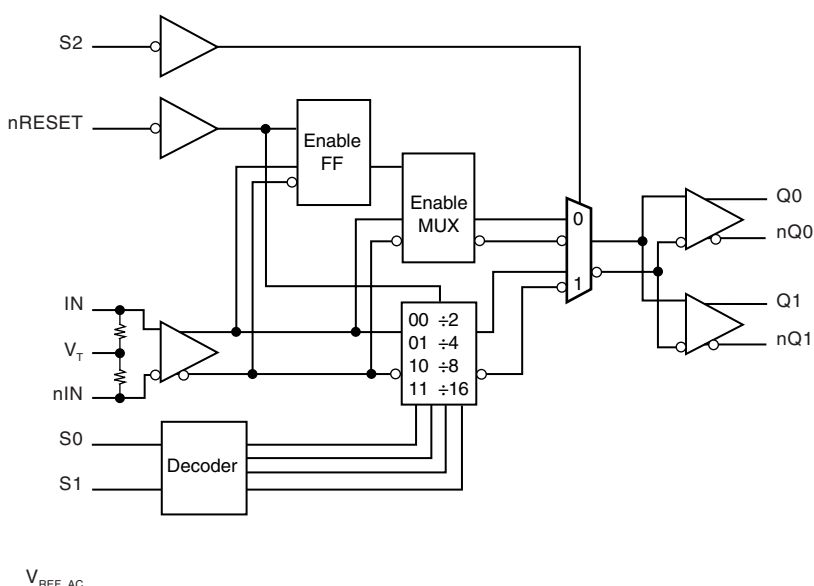 S2
nRESET
Enable
FF
Enable
MUX
0
1
Q0
nQ0
Q1
nQ1
IN
V_T
nIN
00 ÷2
01 ÷4
10 ÷8
11 ÷16
S0
S1
Decoder
V_REF_AC